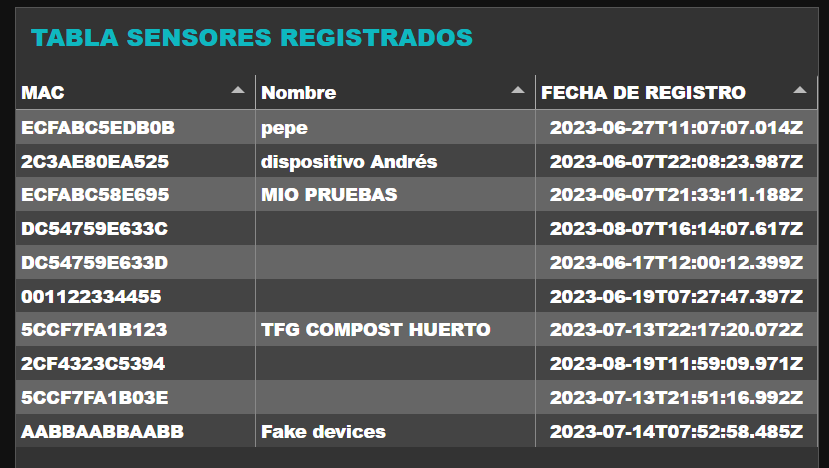 TABLA SENSORES REGISTRADOS
MAC Nombre FECHA DE REGISTRO
ECFABC5EDB0B pepe 2023-06-27T11:07:07.014Z
2C3AE80EA525 dispositivo Andrés 2023-06-07T22:08:23.987Z
ECFABC58E695 MIO PRUEBAS 2023-06-07T21:33:11.188Z
DC54759E633C 2023-08-07T16:14:07.617Z
DC54759E633D 2023-06-17T12:00:12.399Z
001122334455 2023-06-19T07:27:47.397Z
5CCF7FA1B123 TFG COMPOST HUERTO 2023-07-13T22:17:20.072Z
2CF4323C5394 2023-08-19T11:59:09.971Z
5CCF7FA1B03E 2023-07-13T21:51:16.992Z
AABBAABBAABB Fake devices 2023-07-14T07:52:58.485Z